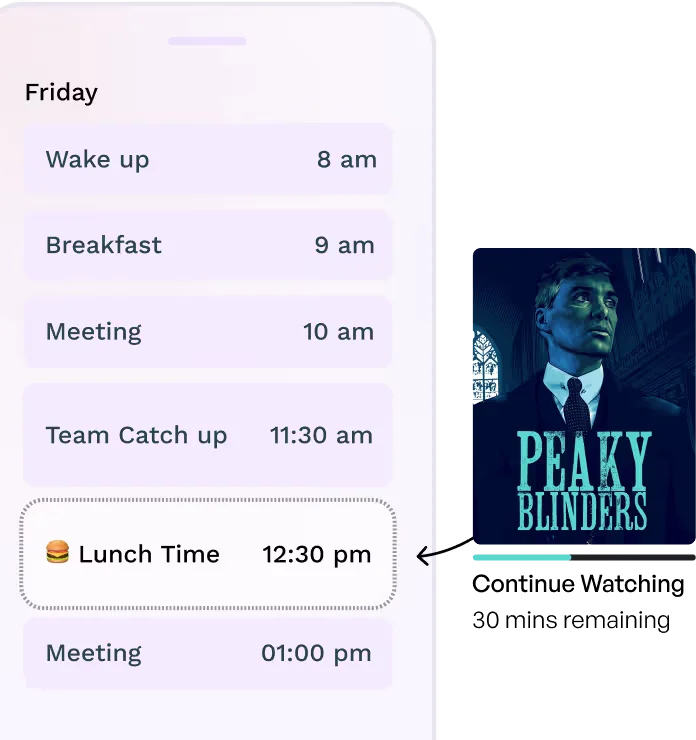 Friday
Wake up 8 am
Breakfast 9 am
Meeting 10 am
Team Catch up 11:30 am
🍔 Lunch Time 12:30 pm
Meeting 01:00 pm
PEAKY
BLINDERS
Continue Watching
30 mins remaining